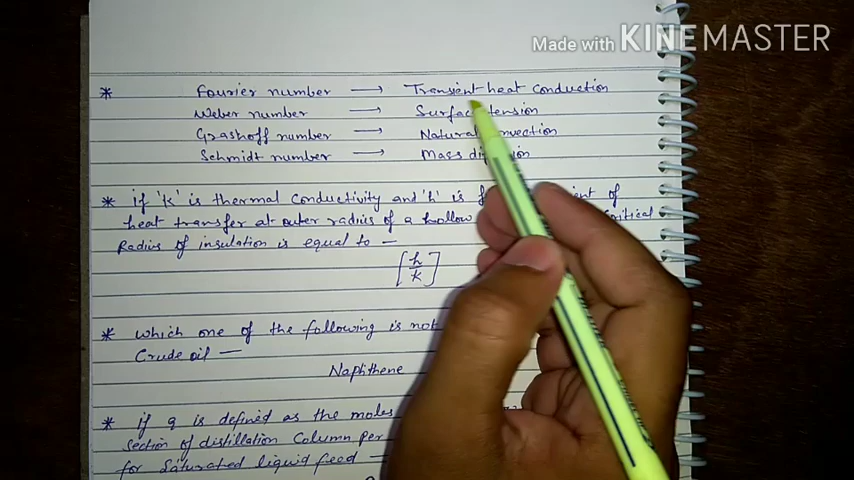 Made with KINEMASTER
* Fourier number → Transient heat conduction
Weber number → Surface tension
Grashoff number → Natural
Schmidt number → Mass
* if 'K' is thermal conductivity and 'h' is of
heat transfer at outer radius of a hollow
Radius of insulation is equal to —
[h/K]
* which one of the following is not
Crude oil —
Naphthene
* if q is defined as the moles
section of distillation column per
for saturated liquid feed —